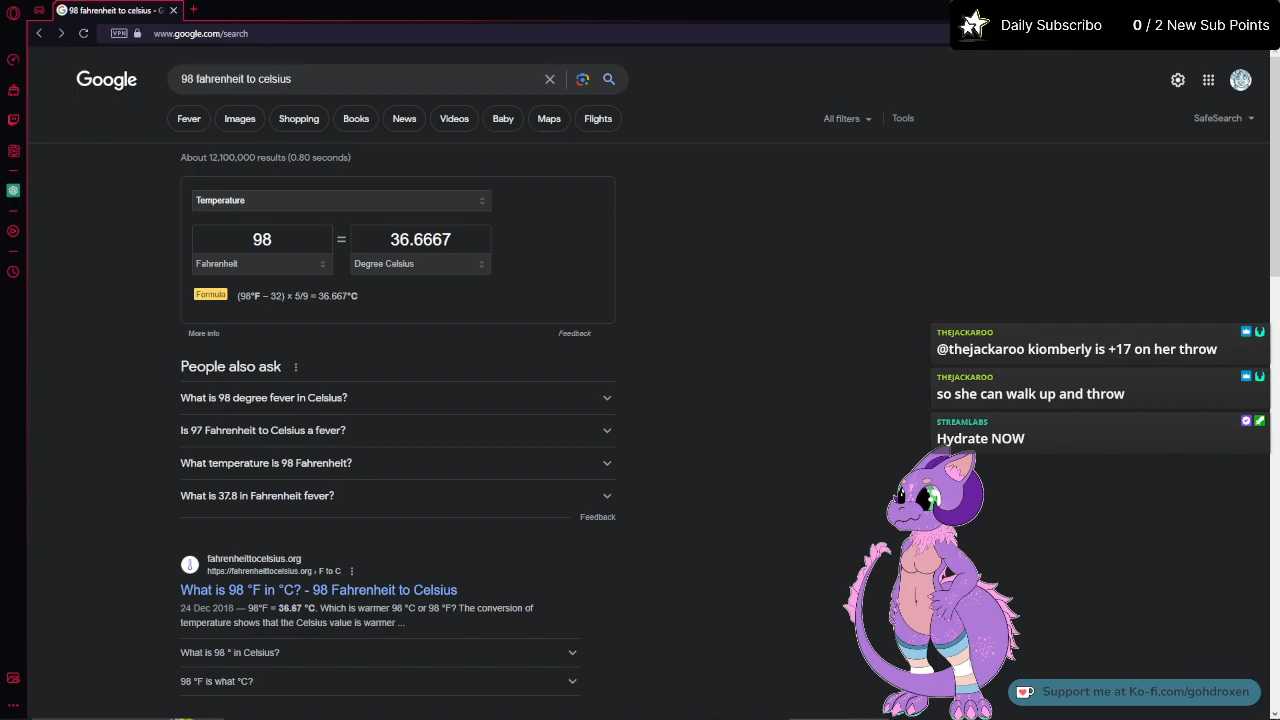 98 fahrenheit to celsius - G
VPN
www.google.com/search
Daily Subscribo
0 / 2 New Sub Points
Google
98 fahrenheit to celsius
Fever
Images
Shopping
Books
News
Videos
Baby
Maps
Flights
All filters
Tools
SafeSearch
About 12,100,000 results (0.80 seconds)
Temperature
98 = 36.6667
Fahrenheit
Degree Celsius
Formula
(98°F − 32) × 5/9 = 36.667°C
More info
Feedback
People also ask
What is 98 degree fever in Celsius?
Is 97 Fahrenheit to Celsius a fever?
What temperature is 98 Fahrenheit?
What is 37.8 in Fahrenheit fever?
Feedback
fahrenheittocelsius.org
https://fahrenheittocelsius.org › F to C
What is 98 °F in °C? - 98 Fahrenheit to Celsius
24 Dec 2018 — 98°F = 36.67 °C. Which is warmer 98 °C or 98 °F? The conversion of
temperature shows that the Celsius value is warmer ...
What is 98 ° in Celsius?
98 °F is what °C?
THEJACKAROO
@thejackaroo kiomberly is +17 on her throw
THEJACKAROO
so she can walk up and throw
STREAMLABS
Hydrate NOW
Support me at Ko-fi.com/gohdroxen